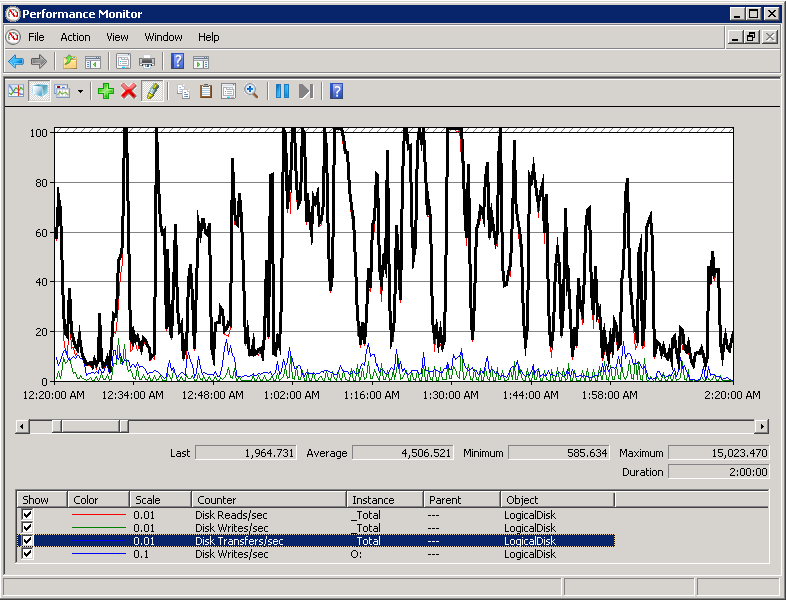 Performance Monitor
File Action View Window Help
100
80
60
40
20
0
12:20:00 AM 12:34:00 AM 12:48:00 AM 1:02:00 AM 1:16:00 AM 1:30:00 AM 1:44:00 AM 1:58:00 AM 2:20:00 AM
Last 1,964.731 Average 4,506.521 Minimum 585.634 Maximum 15,023.470
Duration 2:00:00
Show Color Scale Counter Instance Parent Object
0.01 Disk Reads/sec _Total --- LogicalDisk
0.01 Disk Writes/sec _Total --- LogicalDisk
0.01 Disk Transfers/sec _Total --- LogicalDisk
0.1 Disk Writes/sec O: --- LogicalDisk